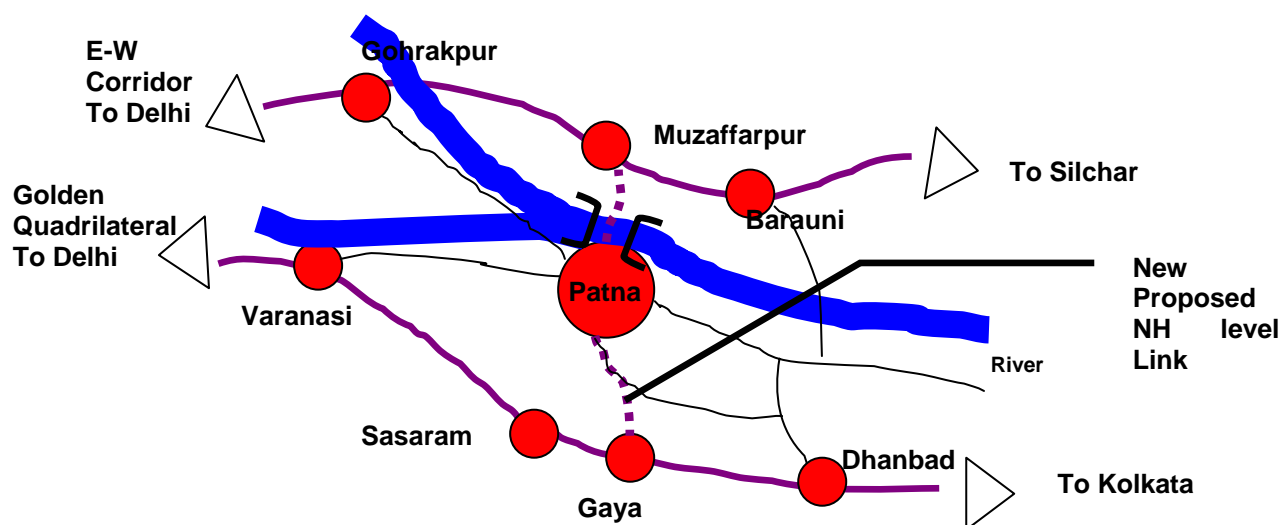 E-W
Corridor
To Delhi
Gohrakpur
Muzaffarpur
To Silchar
Golden
Quadrilateral
To Delhi
Barauni
Varanasi
Patna
New
Proposed
NH level
Link
River
Sasaram
Dhanbad
Gaya
To Kolkata